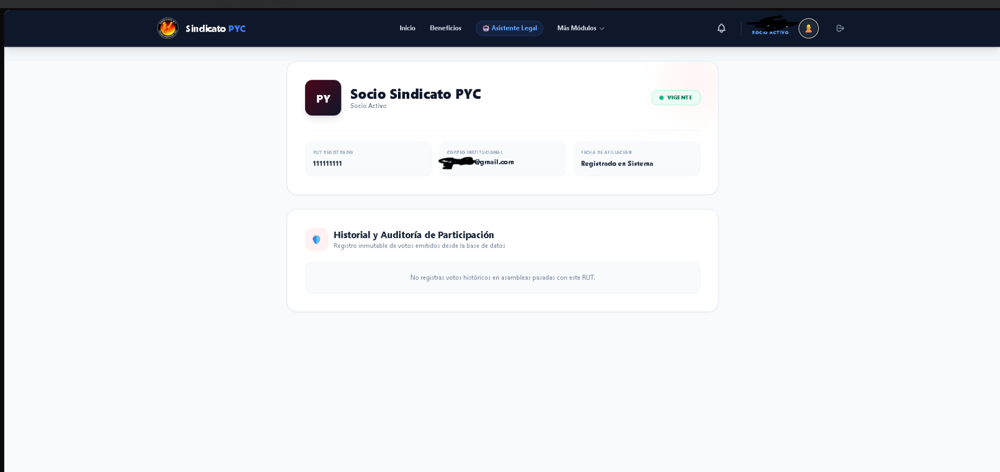 Sindicato PYC
Inicio
Beneficios
Asistente Legal
Más Módulos
SOCIO ACTIVO
PY
Socio Sindicato PYC
Socio Activo
VIGENTE
RUT REGISTRADO
111111111
CORREO INSTITUCIONAL
@gmail.com
FECHA DE AFILIACIÓN
Registrado en Sistema
Historial y Auditoría de Participación
Registro inmutable de votos emitidos desde la base de datos
No registras votos históricos en asambleas pasadas con este RUT.